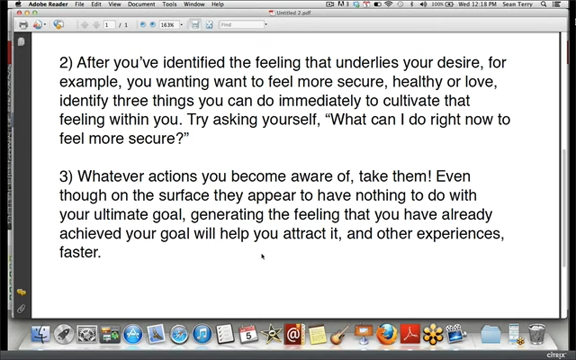 Adobe Reader File Edit View Window Help
Wed 12:18 PM Sean Terry
Untitled 2.pdf
1 / 1 163% Find
2) After you've identified the feeling that underlies your desire, for
example, you wanting want to feel more secure, healthy or love,
identify three things you can do immediately to cultivate that
feeling within you. Try asking yourself, “What can I do right now to
feel more secure?”
3) Whatever actions you become aware of, take them! Even
though on the surface they appear to have nothing to do with
your ultimate goal, generating the feeling that you have already
achieved your goal will help you attract it, and other experiences,
faster.
5
CITRIX